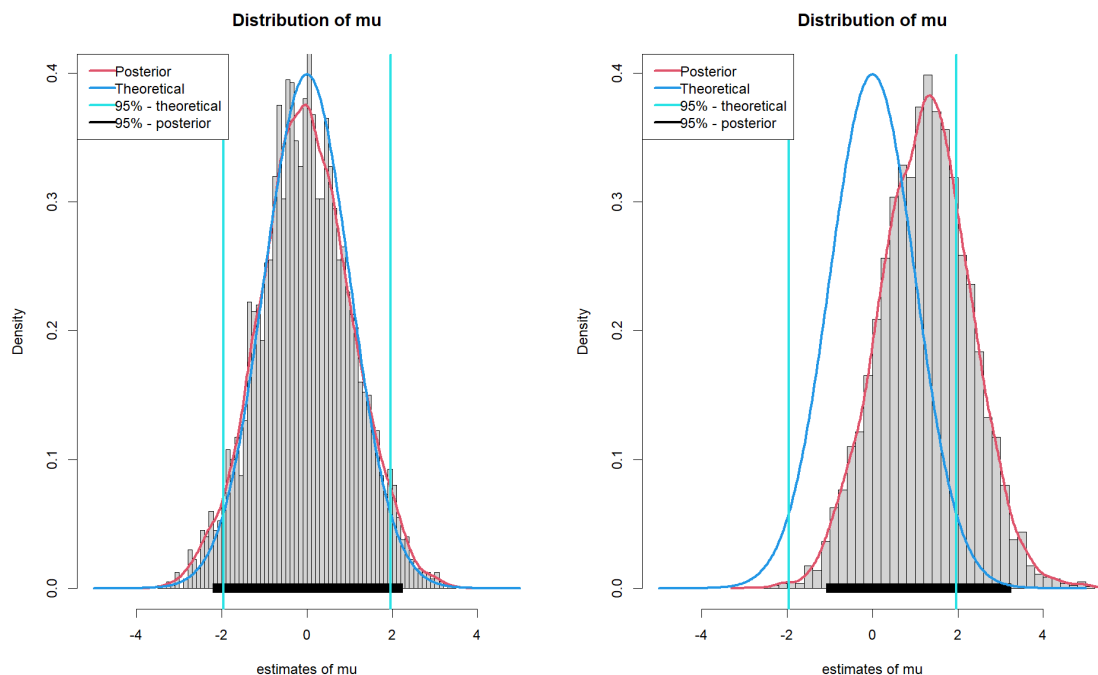 Distribution of mu
Posterior
Theoretical
95% - theoretical
95% - posterior
Density
0.0
0.1
0.2
0.3
0.4
-4
-2
0
2
4
estimates of mu
Distribution of mu
Posterior
Theoretical
95% - theoretical
95% - posterior
Density
0.0
0.1
0.2
0.3
0.4
-4
-2
0
2
4
estimates of mu